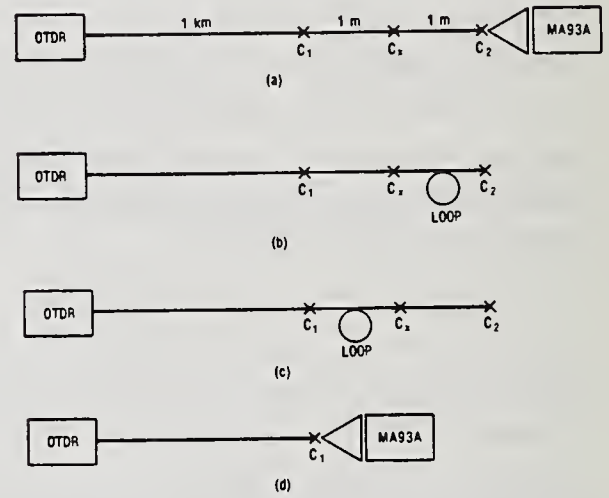 OTDR 1 km C1 1 m Cx 1 m C2 MA93A
(a)
OTDR C1 Cx C2
LOOP
(b)
OTDR C1 Cx C2
LOOP
(c)
OTDR C1 MA93A
(d)